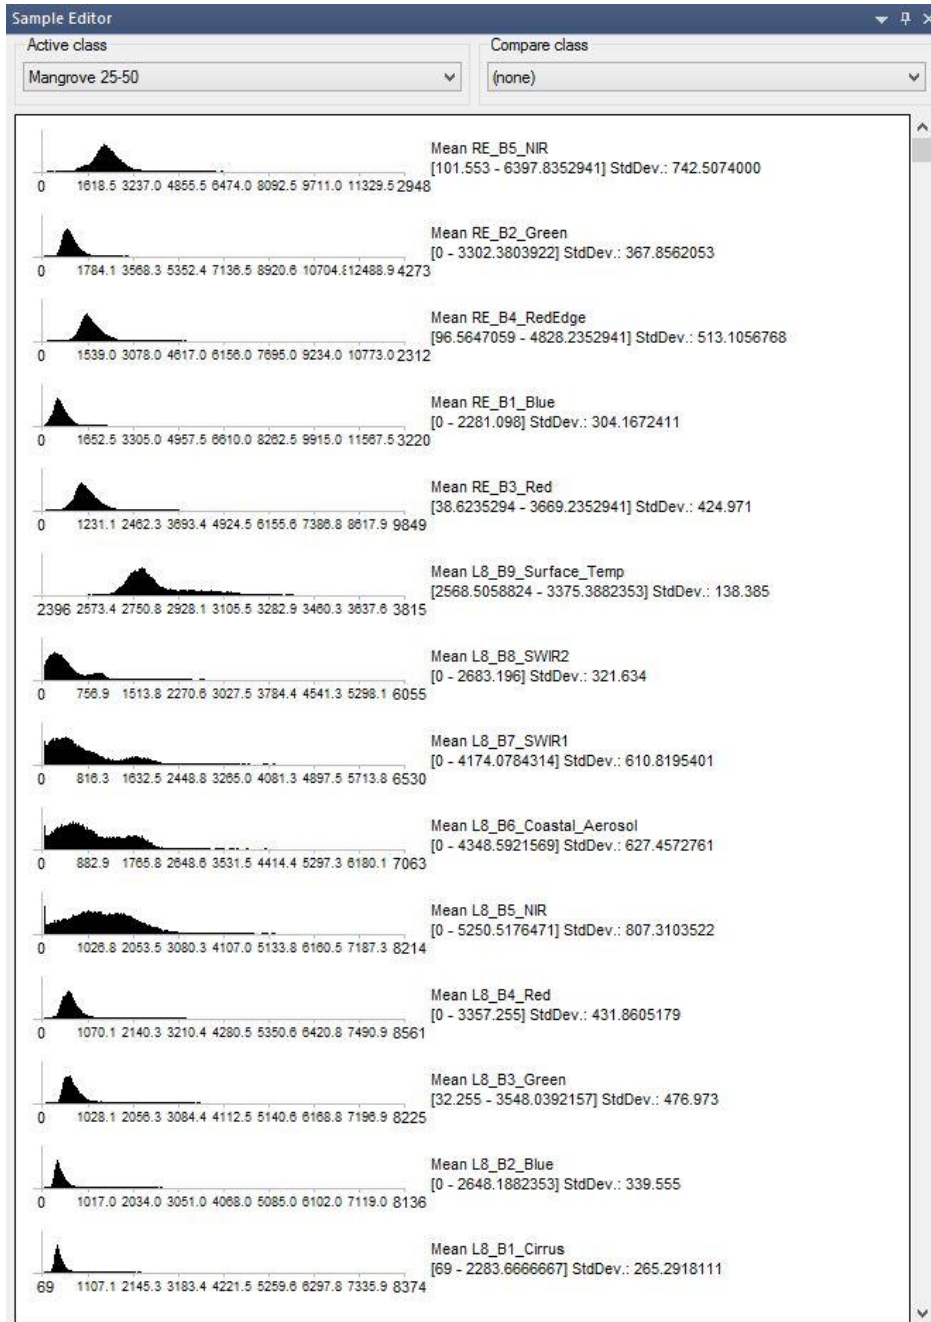 Sample Editor
Active class
Compare class
Mangrove 25-50
(none)
Mean RE_B5_NIR
[101.553 - 6397.8352941] StdDev.: 742.5074000
0 1618.5 3237.0 4855.5 6474.0 8092.5 9711.0 11329.5 2948
Mean RE_B2_Green
[0 - 3302.3803922] StdDev.: 367.8562053
0 1784.1 3568.3 5352.4 7136.5 8920.6 10704.8 12488.9 4273
Mean RE_B4_RedEdge
[96.5647059 - 4828.2352941] StdDev.: 513.1056768
0 1539.0 3078.0 4617.0 6156.0 7695.0 9234.0 10773.0 2312
Mean RE_B1_Blue
[0 - 2281.098] StdDev.: 304.1672411
0 1652.5 3305.0 4957.5 6610.0 8262.5 9915.0 11567.5 3220
Mean RE_B3_Red
[38.6235294 - 3669.2352941] StdDev.: 424.971
0 1231.1 2462.3 3693.4 4924.5 6155.6 7386.8 8617.9 9849
Mean L8_B9_Surface_Temp
[2568.5058824 - 3375.3882353] StdDev.: 138.385
2396 2573.4 2750.8 2928.1 3105.5 3282.9 3460.3 3637.6 3815
Mean L8_B8_SWIR2
[0 - 2683.196] StdDev.: 321.634
0 756.9 1513.8 2270.6 3027.5 3784.4 4541.3 5298.1 6055
Mean L8_B7_SWIR1
[0 - 4174.0784314] StdDev.: 610.8195401
0 816.3 1632.5 2448.8 3265.0 4081.3 4897.5 5713.8 6530
Mean L8_B6_Coastal_Aerosol
[0 - 4348.5921569] StdDev.: 627.4572761
0 882.9 1765.8 2648.6 3531.5 4414.4 5297.3 6180.1 7063
Mean L8_B5_NIR
[0 - 5250.5176471] StdDev.: 807.3103522
0 1026.8 2053.5 3080.3 4107.0 5133.8 6160.5 7187.3 8214
Mean L8_B4_Red
[0 - 3357.255] StdDev.: 431.8605179
0 1070.1 2140.3 3210.4 4280.5 5350.6 6420.8 7490.9 8561
Mean L8_B3_Green
[32.255 - 3548.0392157] StdDev.: 476.973
0 1028.1 2056.3 3084.4 4112.5 5140.6 6168.8 7196.9 8225
Mean L8_B2_Blue
[0 - 2648.1882353] StdDev.: 339.555
0 1017.0 2034.0 3051.0 4068.0 5085.0 6102.0 7119.0 8136
Mean L8_B1_Cirrus
[69 - 2283.6666667] StdDev.: 265.2918111
69 1107.1 2145.3 3183.4 4221.5 5259.6 6297.8 7335.9 8374